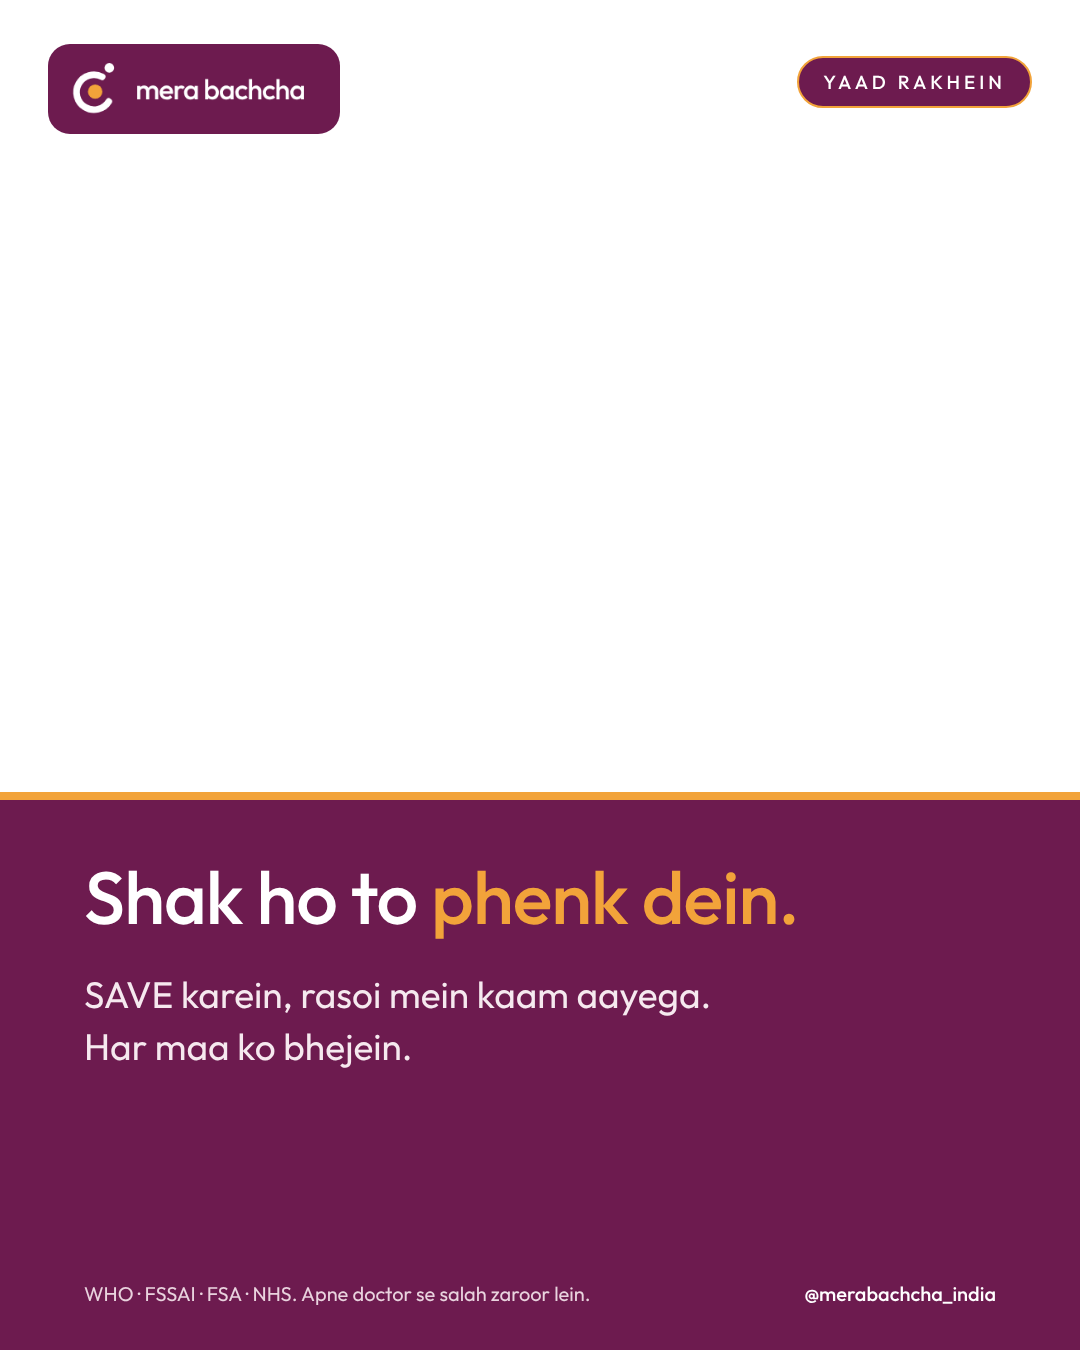 mera bachcha
YAAD RAKHEIN
Shak ho to phenk dein.
SAVE karein, rasoi mein kaam aayega.
Har maa ko bhejein.
WHO · FSSAI · FSA · NHS. Apne doctor se salah zaroor lein.
@merabachcha_india